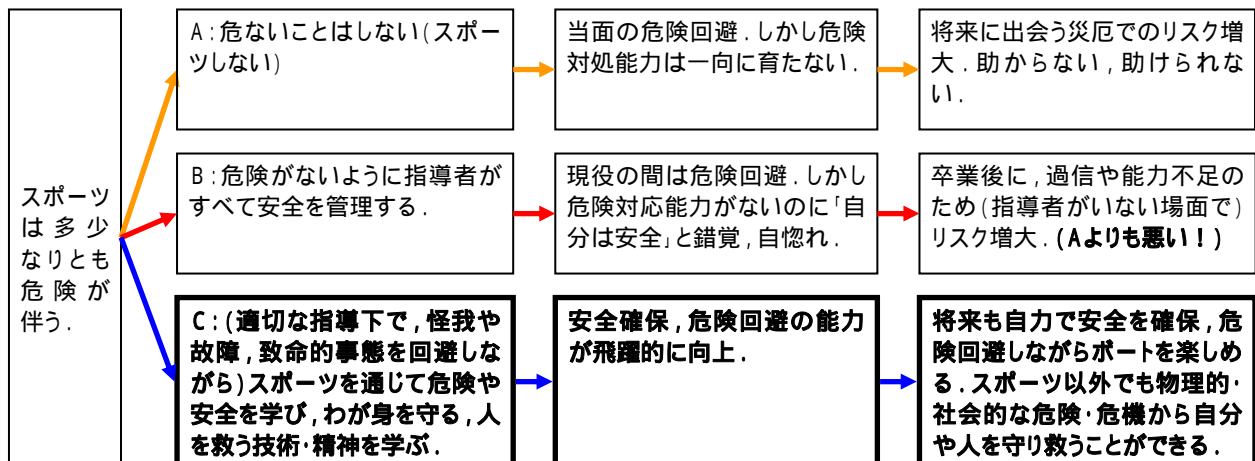 スポーツ
は多少
なりとも
危険が
伴う.
A:危ないことはしない(スポー
ツしない)
当面の危険回避.しかし危険
対処能力は一向に育たない.
将来に出会う災厄でのリスク増
大.助からない,助けられな
い.
B:危険がないように指導者が
すべて安全を管理する.
現役の間は危険回避.しかし
危険対応能力がないのに「自
分は安全」と錯覚,自惚れ.
卒業後に,過信や能力不足の
ため(指導者がいない場面で)
リスク増大.(Aよりも悪い!)
C:(適切な指導下で,怪我や
故障,致命的事態を回避しな
がら)スポーツを通じて危険や
安全を学び,わが身を守る,人
を救う技術・精神を学ぶ.
安全確保,危険回避の能力
が飛躍的に向上.
将来も自力で安全を確保,危
険回避しながらボートを楽しめ
る.スポーツ以外でも物理的・
社会的な危険・危機から自分
や人を守り救うことができる.